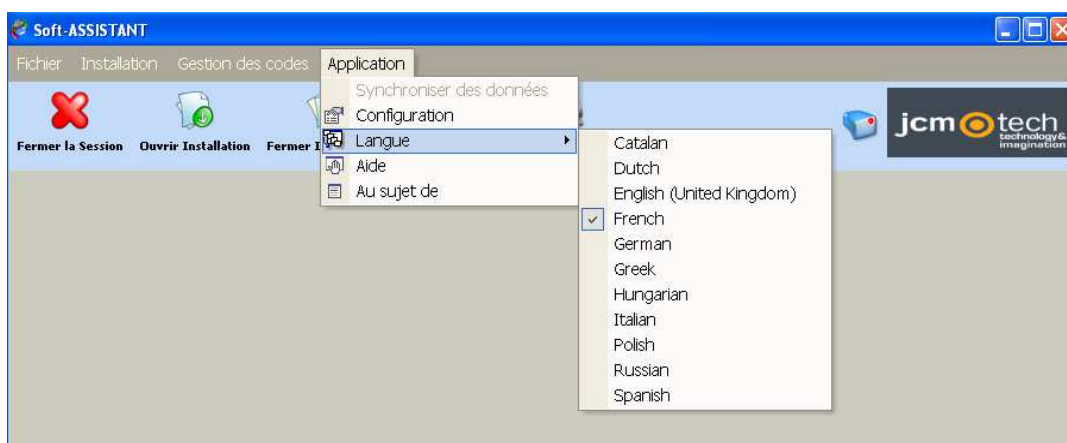 Soft-ASSISTANT
Fichier Installation Gestion des codes Application
Synchroniser des données
Configuration
Langue
Aide
Au sujet de
Fermer la Session Ouvrir Installation Fermer
jcm tech
technology&
imagination
Catalan
Dutch
English (United Kingdom)
French
German
Greek
Hungarian
Italian
Polish
Russian
Spanish